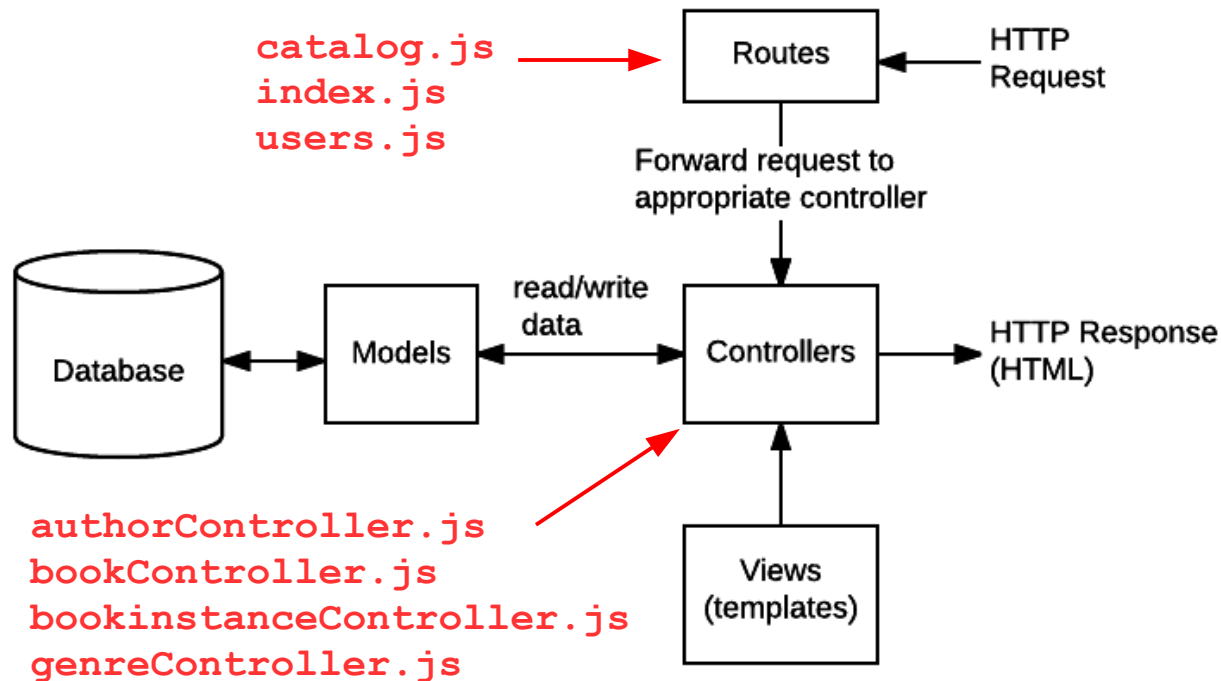 catalog.js
index.js
users.js
Routes
HTTP
Request
Forward request to
appropriate controller
Database
Models
read/write
data
Controllers
HTTP Response
(HTML)
authorController.js
bookController.js
bookinstanceController.js
genreController.js
Views
(templates)